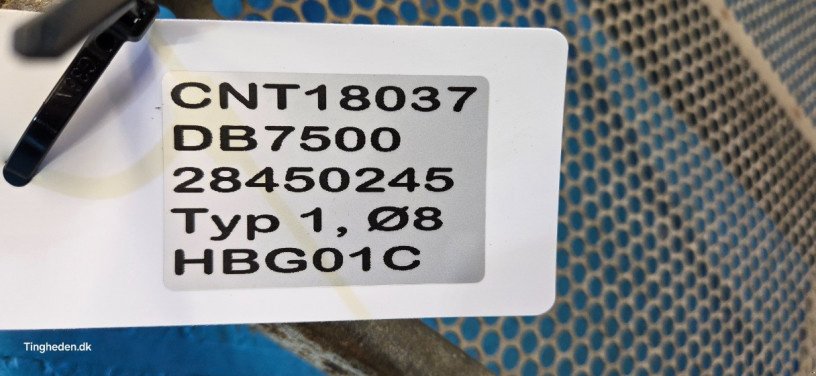 CNT18037
DB7500
28450245
Typ 1, Ø8
HBG01C
Tingheden.dk